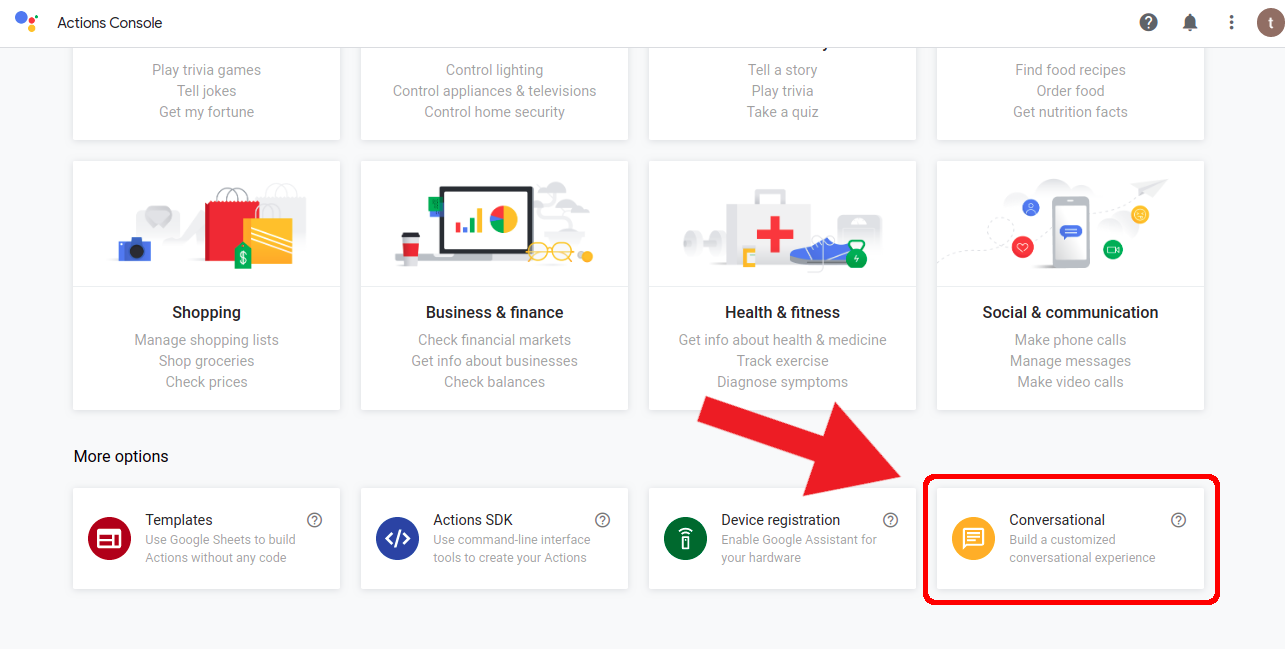 Actions Console
t
Play trivia games
Tell jokes
Get my fortune
Control lighting
Control appliances & televisions
Control home security
Tell a story
Play trivia
Take a quiz
Find food recipes
Order food
Get nutrition facts
Shopping
Manage shopping lists
Shop groceries
Check prices
$
Business & finance
Check financial markets
Get info about businesses
Check balances
Health & fitness
Get info about health & medicine
Track exercise
Diagnose symptoms
Social & communication
Make phone calls
Manage messages
Make video calls
More options
Templates
Use Google Sheets to build
Actions without any code
Actions SDK
Use command-line interface
tools to create your Actions
Device registration
Enable Google Assistant for
your hardware
Conversational
Build a customized
conversational experience